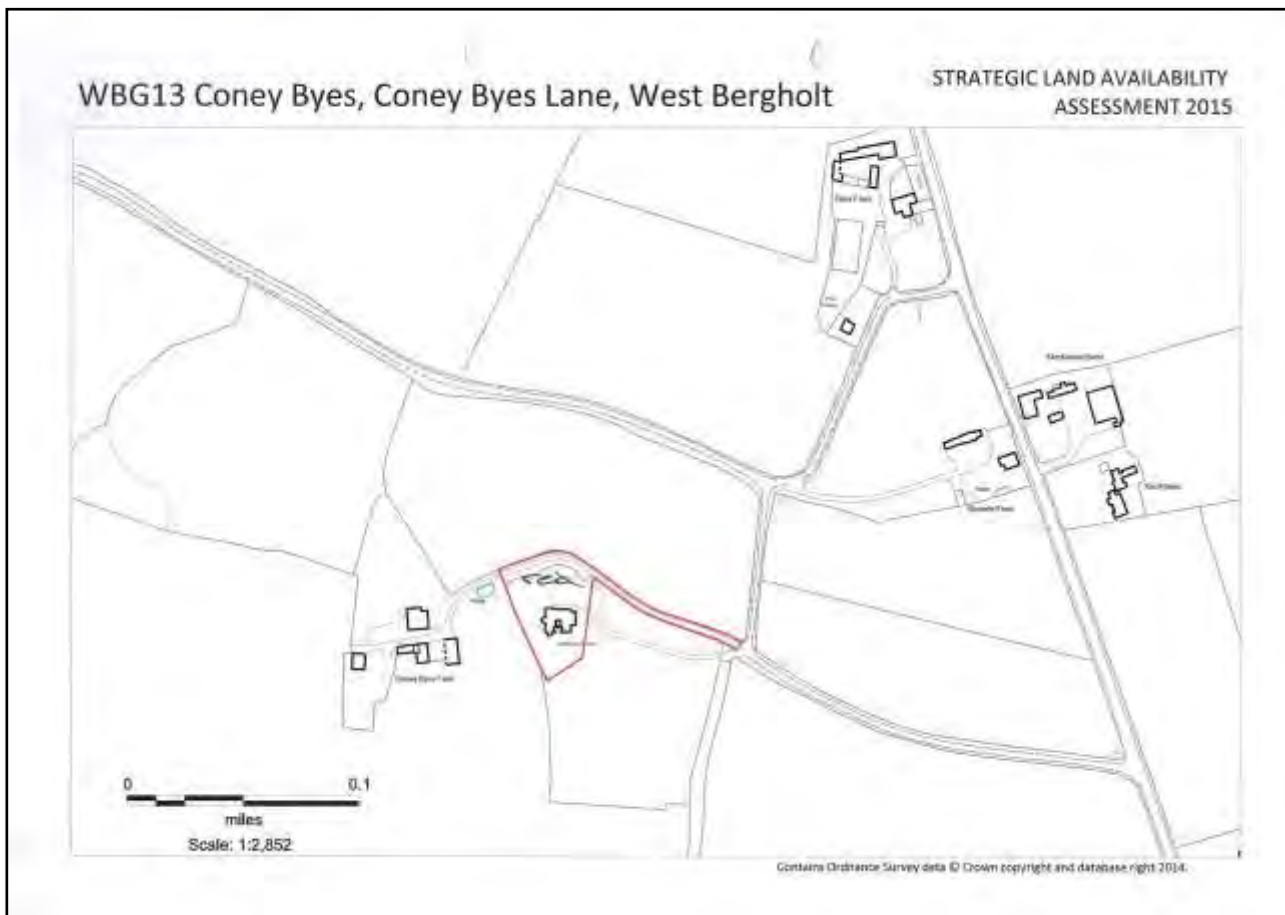 WBG13 Coney Byes, Coney Byes Lane, West Bergholt
STRATEGIC LAND AVAILABILITY
ASSESSMENT 2015
red
0 0.1
miles
Scale: 1:2,852
Contains Ordnance Survey data © Crown copyright and database right 2014.